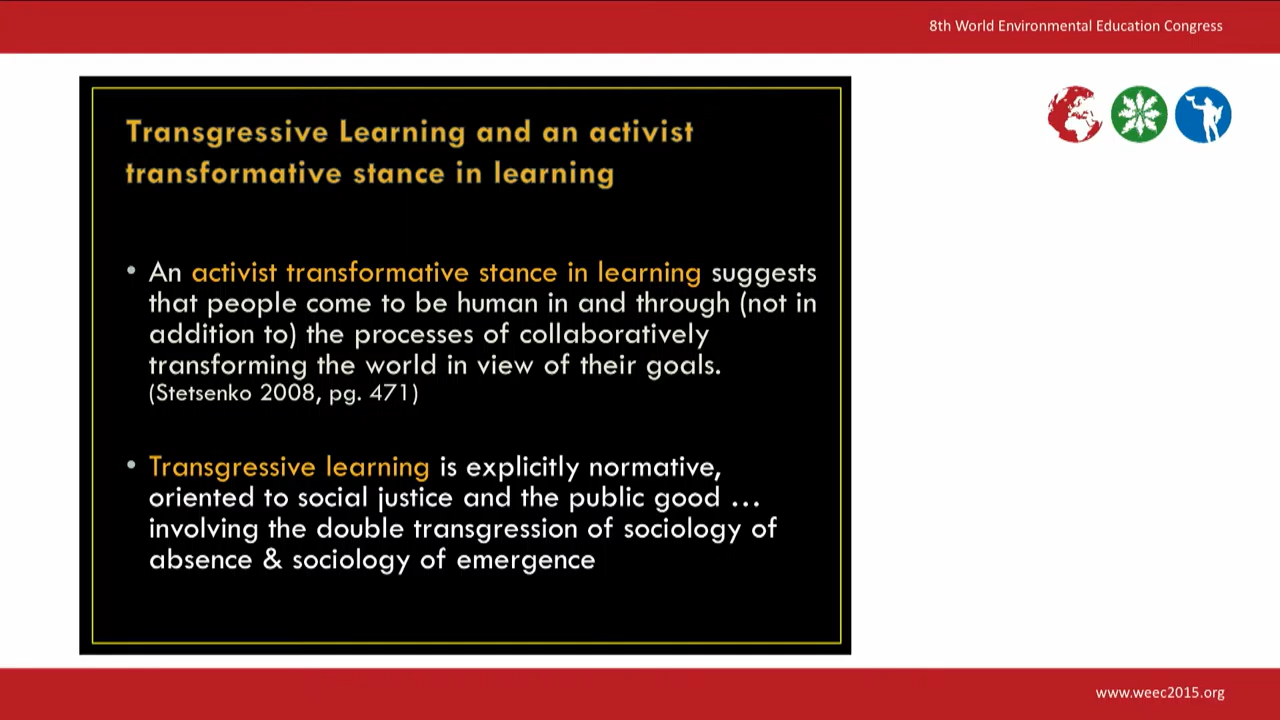 8th World Environmental Education Congress
Transgressive Learning and an activist
transformative stance in learning
• An activist transformative stance in learning suggests
that people come to be human in and through (not in
addition to) the processes of collaboratively
transforming the world in view of their goals.
(Stetsenko 2008, pg. 471)
• Transgressive learning is explicitly normative,
oriented to social justice and the public good …
involving the double transgression of sociology of
absence & sociology of emergence
www.weec2015.org